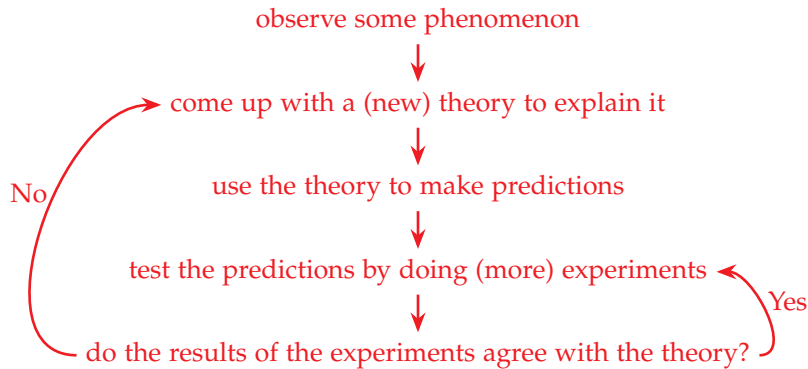 observe some phenomenon
come up with a (new) theory to explain it
use the theory to make predictions
No
test the predictions by doing (more) experiments
Yes
do the results of the experiments agree with the theory?